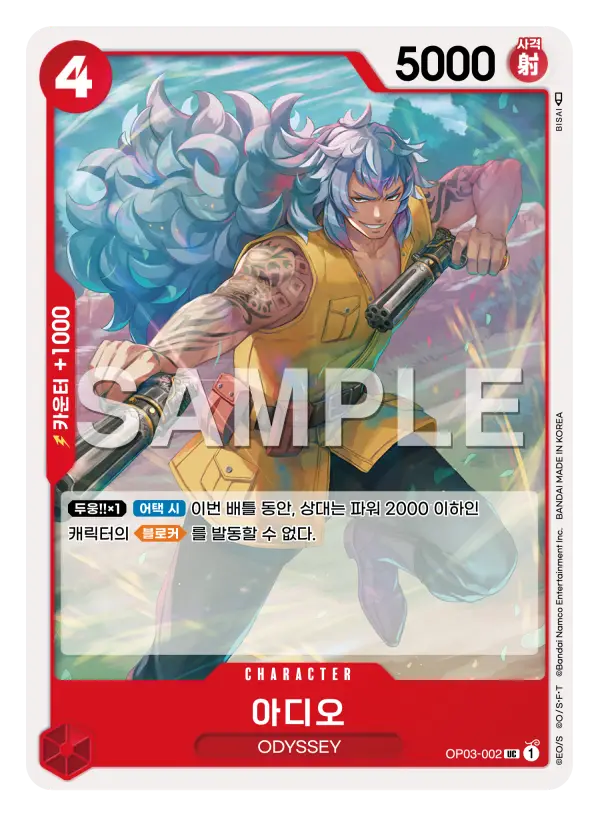 4
5000
사격
射
BISAI
카운터 +1000
SAMPLE
두웅!!×1 어택 시 이번 배틀 동안, 상대는 파워 2000 이하인
캐릭터의 블로커 를 발동할 수 없다.
CHARACTER
아디오
ODYSSEY
OP03-002 UC 1
©EO/S ©O/S·F·T ©Bandai Namco Entertainment Inc. BANDAI MADE IN KOREA